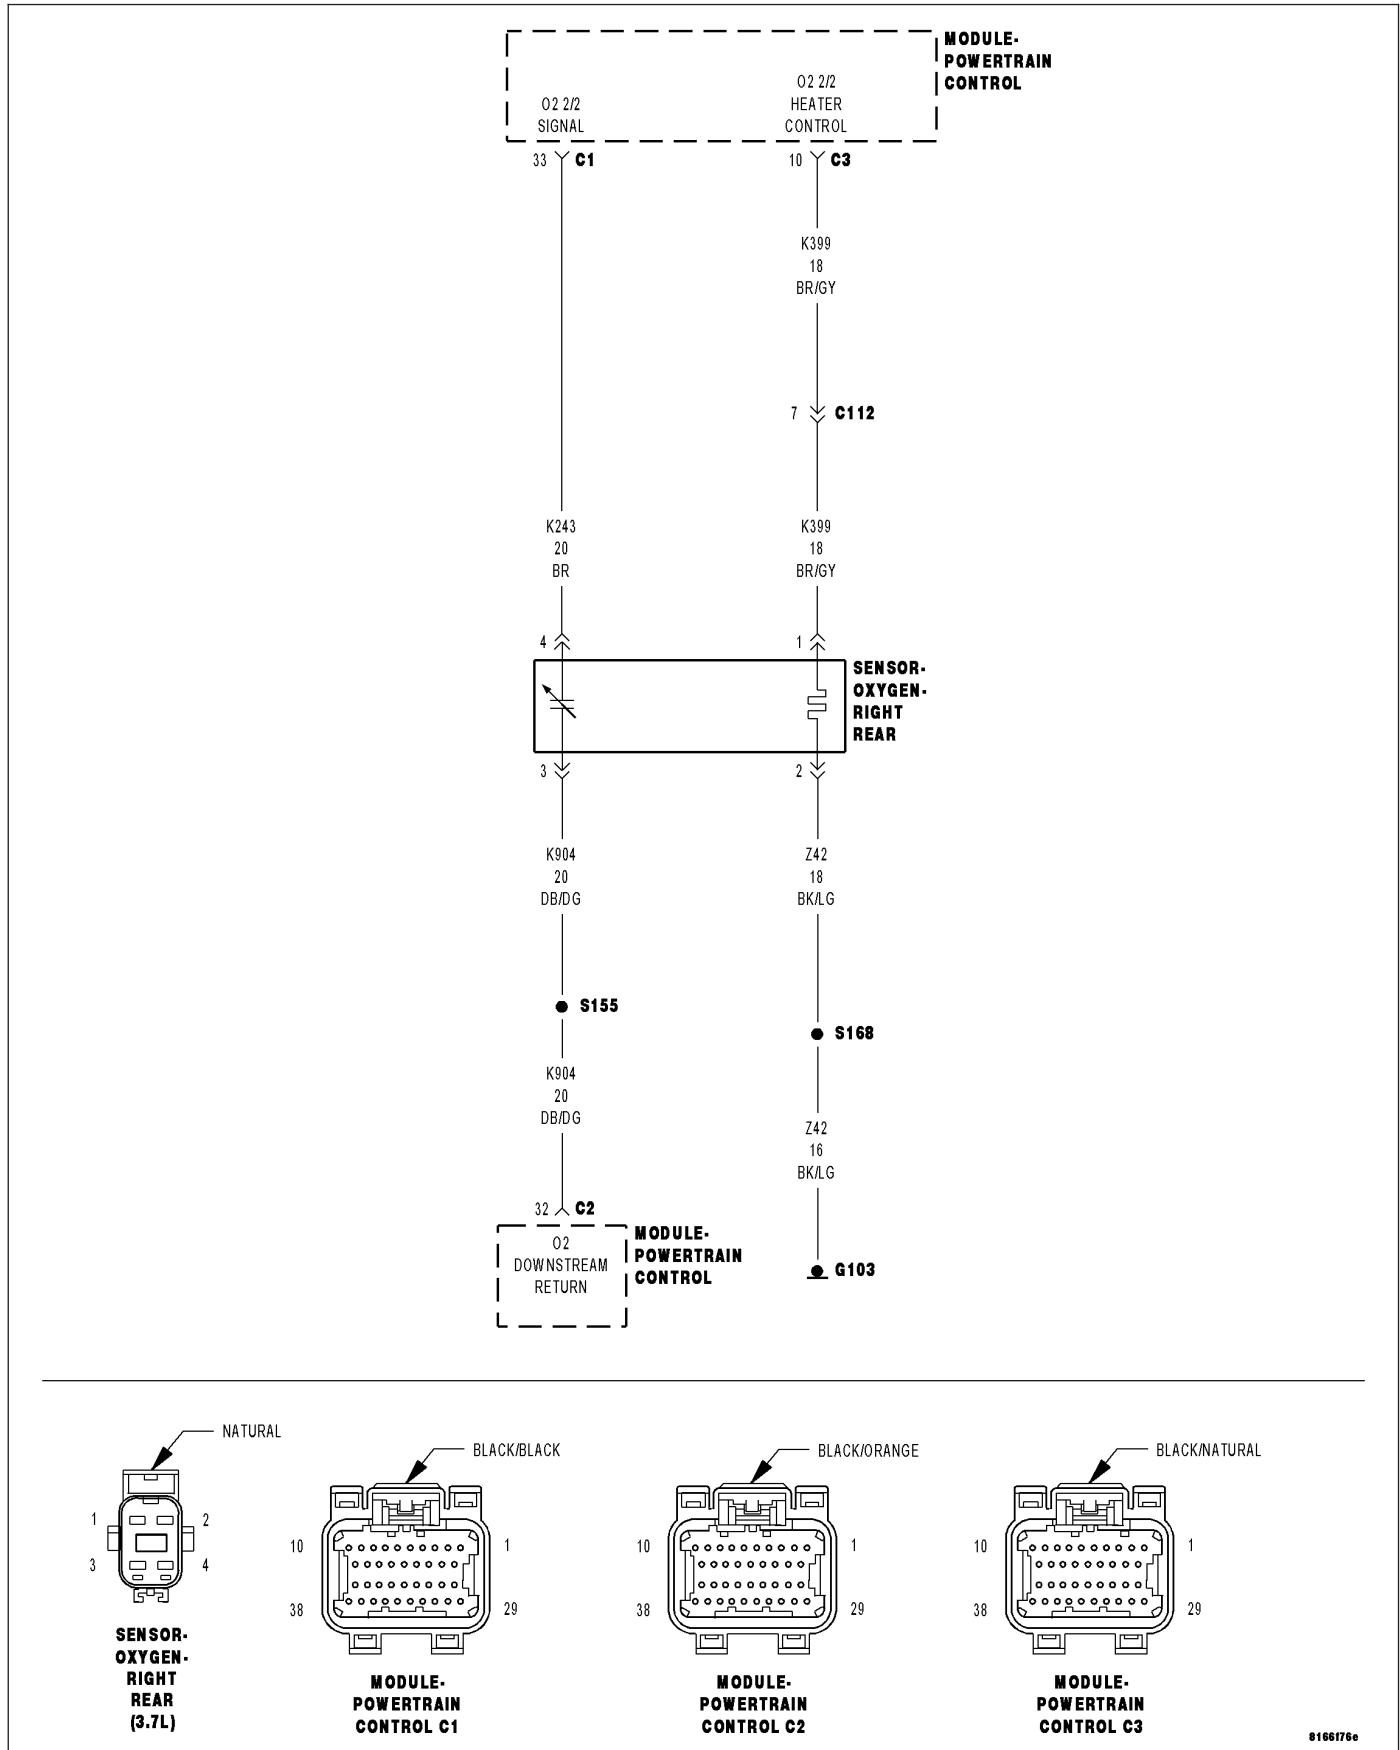 MODULE-
POWERTRAIN
CONTROL
O2 2/2
SIGNAL
O2 2/2
HEATER
CONTROL
33 C1
10 C3
K399
18
BR/GY
7 C112
K243
20
BR
K399
18
BR/GY
4
1
SENSOR-
OXYGEN-
RIGHT
REAR
3
2
K904
20
DB/DG
Z42
18
BK/LG
S155
S168
K904
20
DB/DG
Z42
16
BK/LG
32 C2
O2
DOWNSTREAM
RETURN
MODULE-
POWERTRAIN
CONTROL
G103
NATURAL
1
2
3
4
SENSOR-
OXYGEN-
RIGHT
REAR
(3.7L)
BLACK/BLACK
10
1
38
29
MODULE-
POWERTRAIN
CONTROL C1
BLACK/ORANGE
10
1
38
29
MODULE-
POWERTRAIN
CONTROL C2
BLACK/NATURAL
10
1
38
29
MODULE-
POWERTRAIN
CONTROL C3
8166f76e